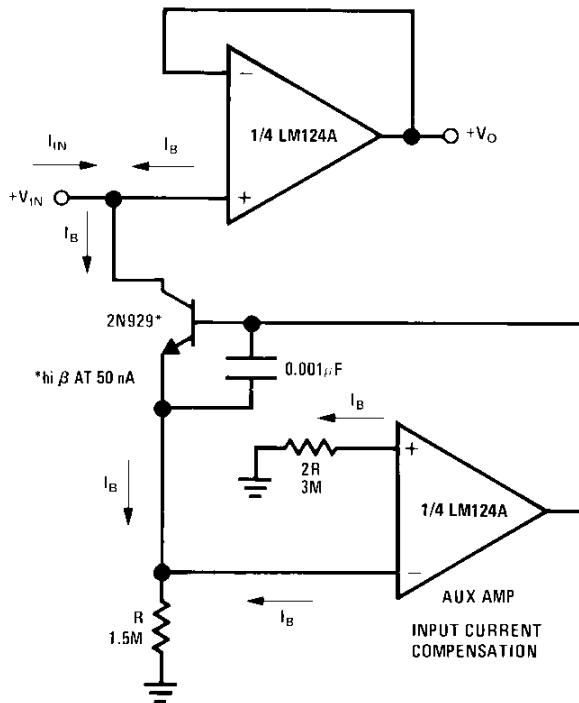 −
1/4 LM124A
+V_O
I_IN
I_B
+V_IN
+
I_B
2N929*
*hi β AT 50 nA
0.001μF
I_B
+
2R
3M
1/4 LM124A
I_B
−
R
1.5M
I_B
AUX AMP
INPUT CURRENT
COMPENSATION